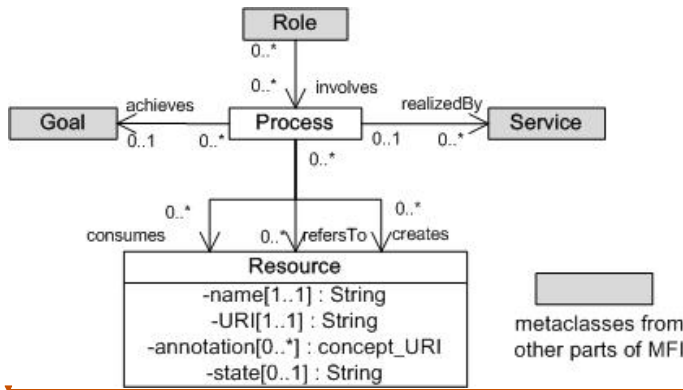 Role
0..*
0..*
involves
achieves
realizedBy
Goal
Process
Service
0..1
0..*
0..1
0..*
0..*
0..*
0..*
consumes
0..*
refersTo
creates
Resource
-name[1..1] : String
-URI[1..1] : String
-annotation[0..*] : concept_URI
-state[0..1] : String
metaclasses from
other parts of MFI